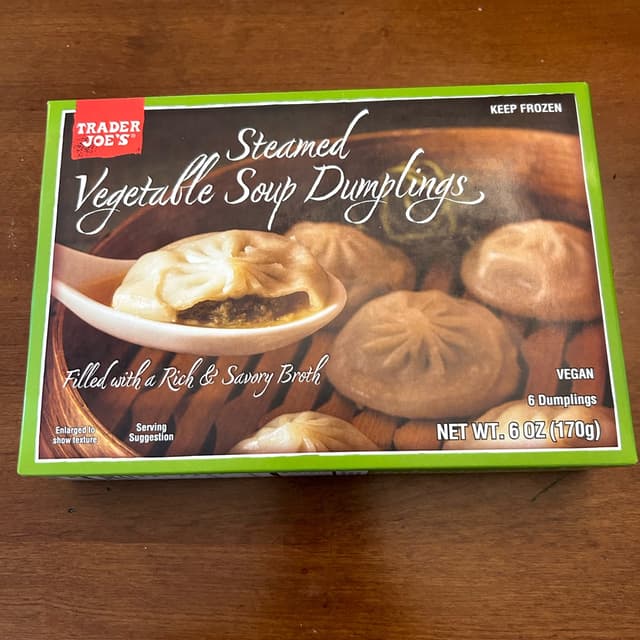 TRADER
JOE'S
KEEP FROZEN
Steamed
Vegetable Soup Dumplings
Filled with a Rich & Savory Broth
VEGAN
6 Dumplings
Enlarged to
show texture
Serving
Suggestion
NET WT. 6 OZ (170g)